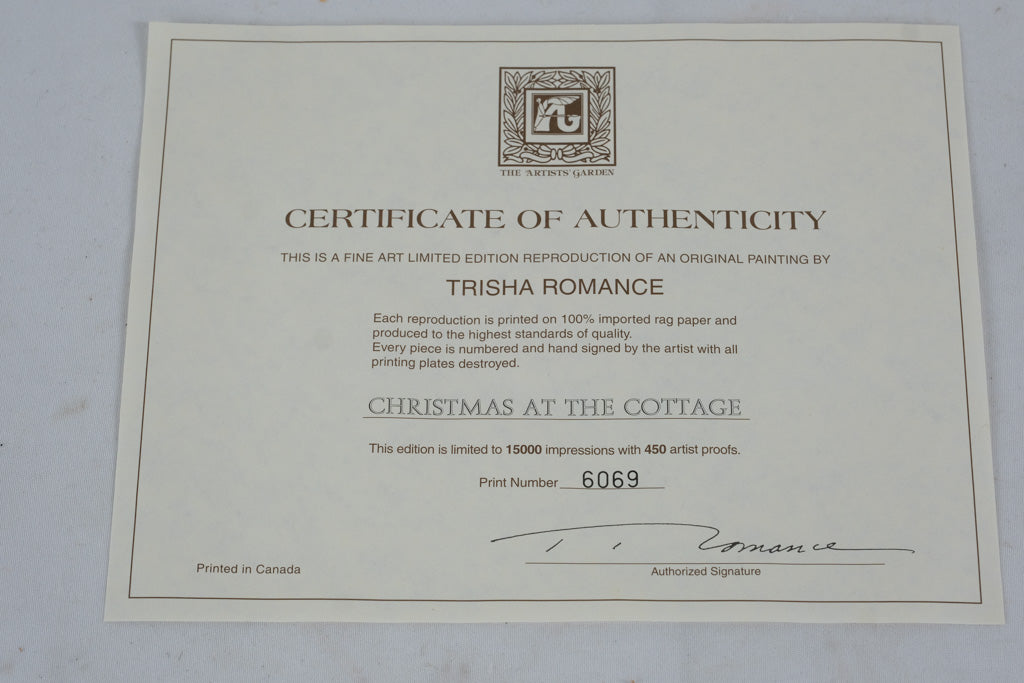 AG
THE ARTISTS' GARDEN
CERTIFICATE OF AUTHENTICITY
THIS IS A FINE ART LIMITED EDITION REPRODUCTION OF AN ORIGINAL PAINTING BY
TRISHA ROMANCE
Each reproduction is printed on 100% imported rag paper and
produced to the highest standards of quality.
Every piece is numbered and hand signed by the artist with all
printing plates destroyed.
CHRISTMAS AT THE COTTAGE
This edition is limited to 15000 impressions with 450 artist proofs.
Print Number 6069
T. Romance
Authorized Signature
Printed in Canada